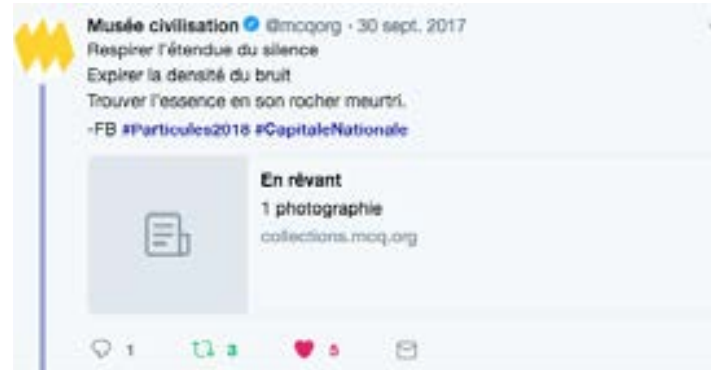 Musée civilisation @mcqorg · 30 sept. 2017
Respirer l'étendue du silence
Expirer la densité du bruit
Trouver l'essence en son rocher meurtri.
-FB #Particules2018 #CapitaleNationale
En rêvant
1 photographie
collections.mcq.org
1 3 5